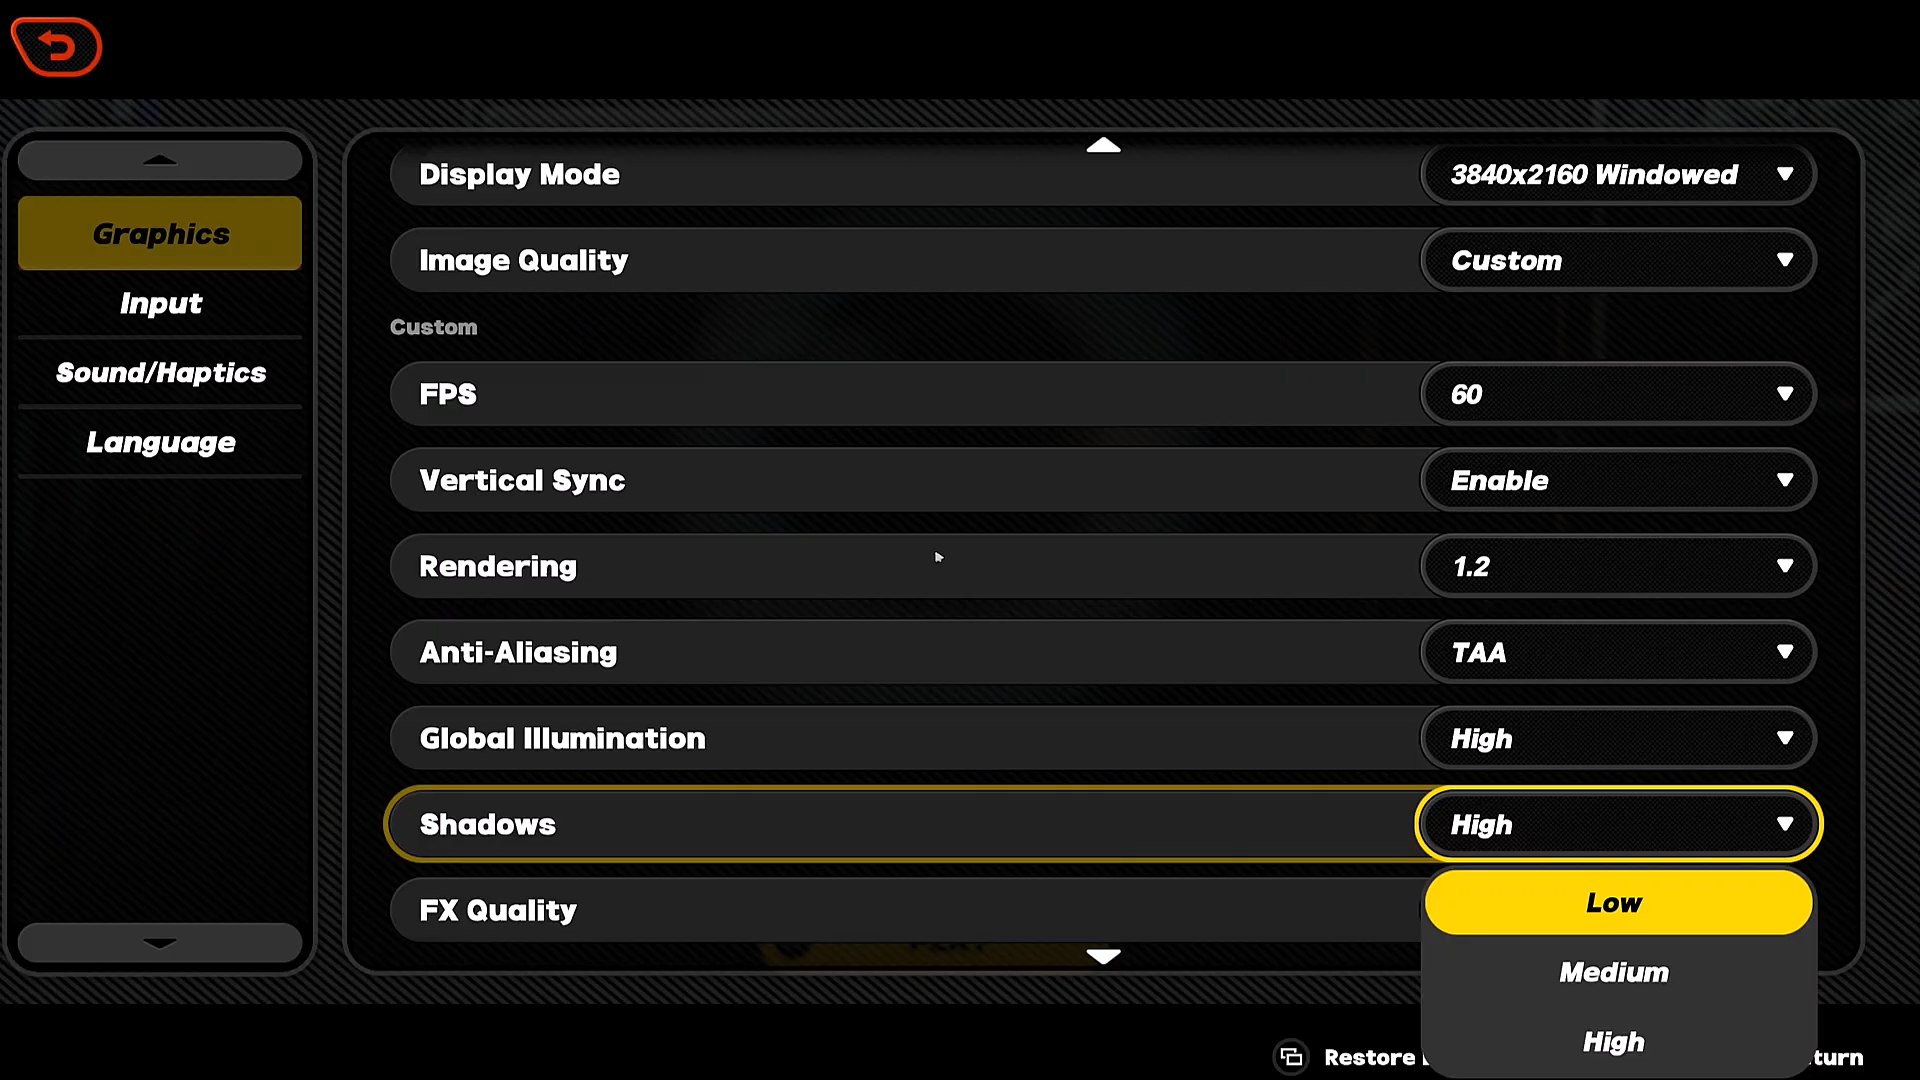 Display Mode
3840x2160 Windowed
Graphics
Image Quality
Custom
Input
Custom
Sound/Haptics
FPS
60
Language
Vertical Sync
Enable
Rendering
1.2
Anti-Aliasing
TAA
Global Illumination
High
Shadows
High
FX Quality
Low
Medium
High
Restore